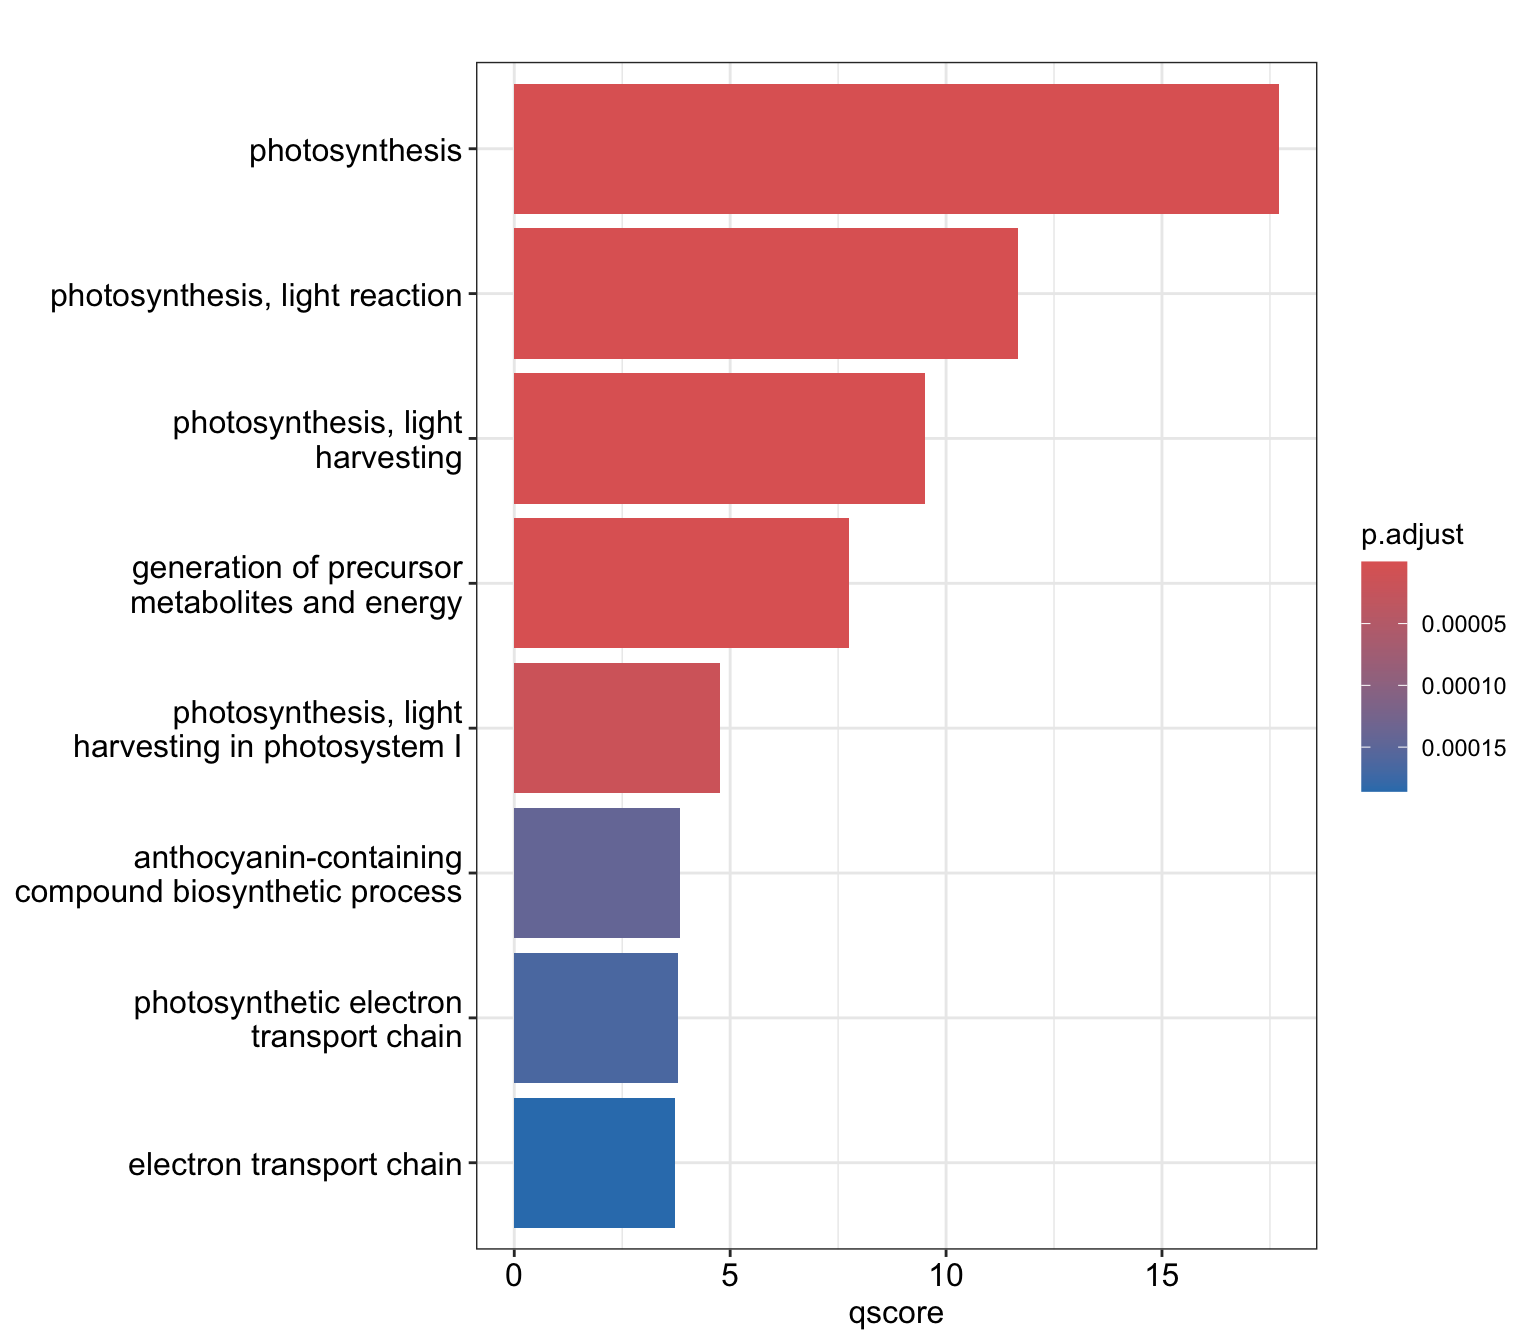 photosynthesis
photosynthesis, light reaction
photosynthesis, light
harvesting
generation of precursor
metabolites and energy
photosynthesis, light
harvesting in photosystem I
anthocyanin-containing
compound biosynthetic process
photosynthetic electron
transport chain
electron transport chain
0 5 10 15
qscore
p.adjust
0.00005
0.00010
0.00015